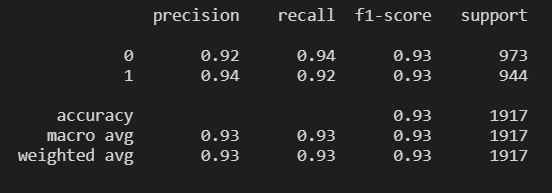 precision recall f1-score support
0 0.92 0.94 0.93 973
1 0.94 0.92 0.93 944
accuracy 0.93 1917
macro avg 0.93 0.93 0.93 1917
weighted avg 0.93 0.93 0.93 1917